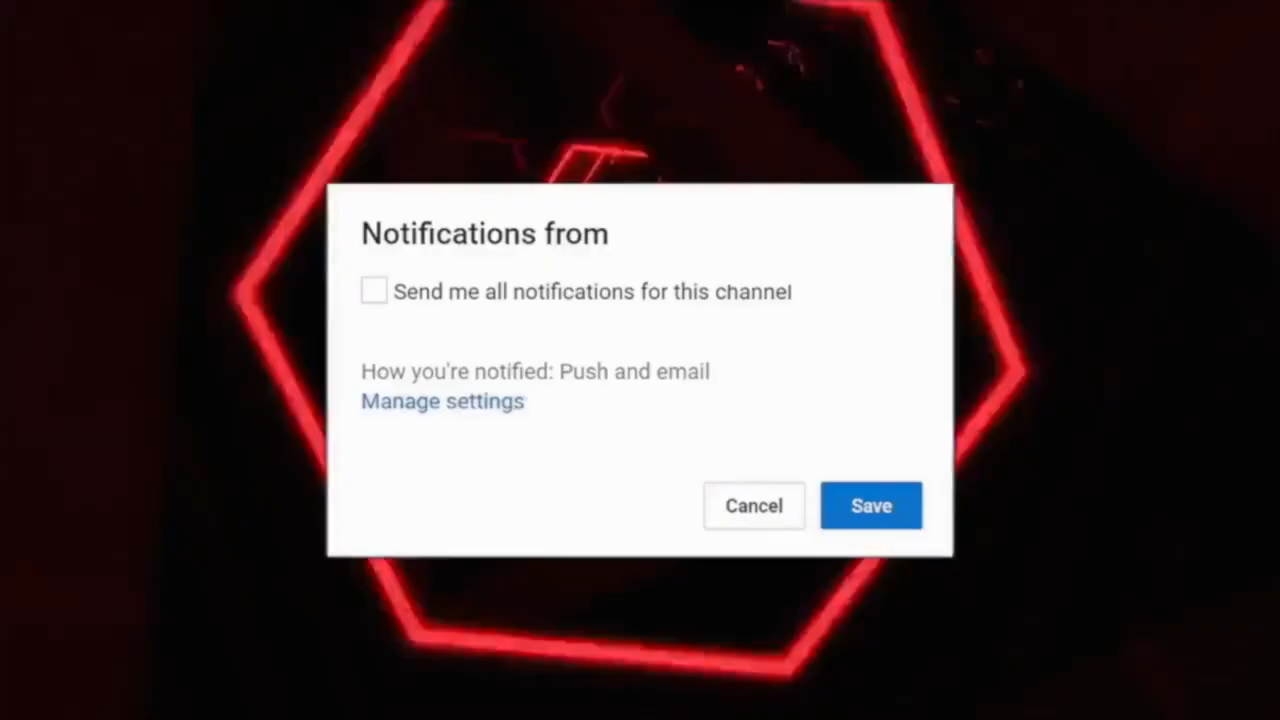 Notifications from
Send me all notifications for this channel
How you're notified: Push and email
Manage settings
Cancel
Save